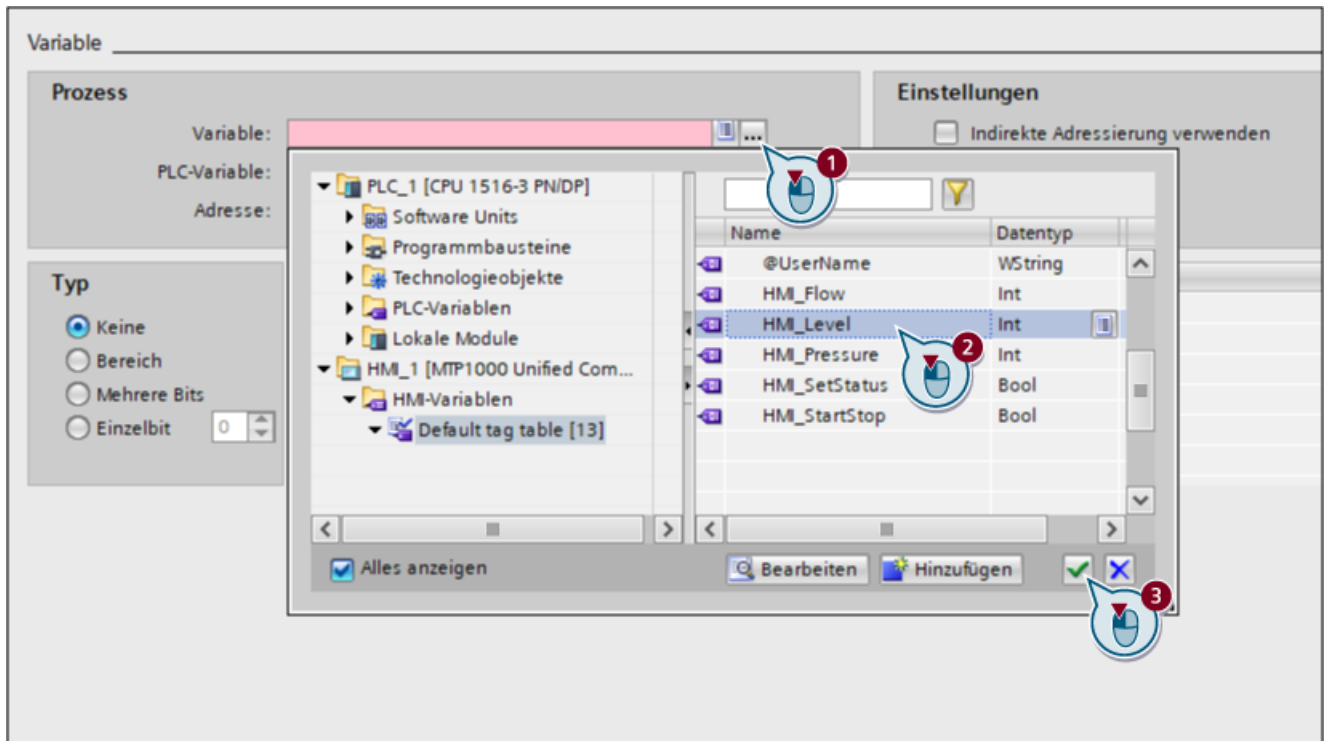 Variable
Prozess
Variable:
...
PLC-Variable:
Adresse:
Einstellungen
Indirekte Adressierung verwenden
1
Typ
Keine
Bereich
Mehrere Bits
Einzelbit 0
PLC_1 [CPU 1516-3 PN/DP]
Software Units
Programmbausteine
Technologieobjekte
PLC-Variablen
Lokale Module
HMI_1 [MTP1000 Unified Com...
HMI-Variablen
Default tag table [13]
Name Datentyp
@UserName WString
HMI_Flow Int
HMI_Level Int
2
HMI_Pressure Int
HMI_SetStatus Bool
HMI_StartStop Bool
Alles anzeigen
Bearbeiten Hinzufügen
3